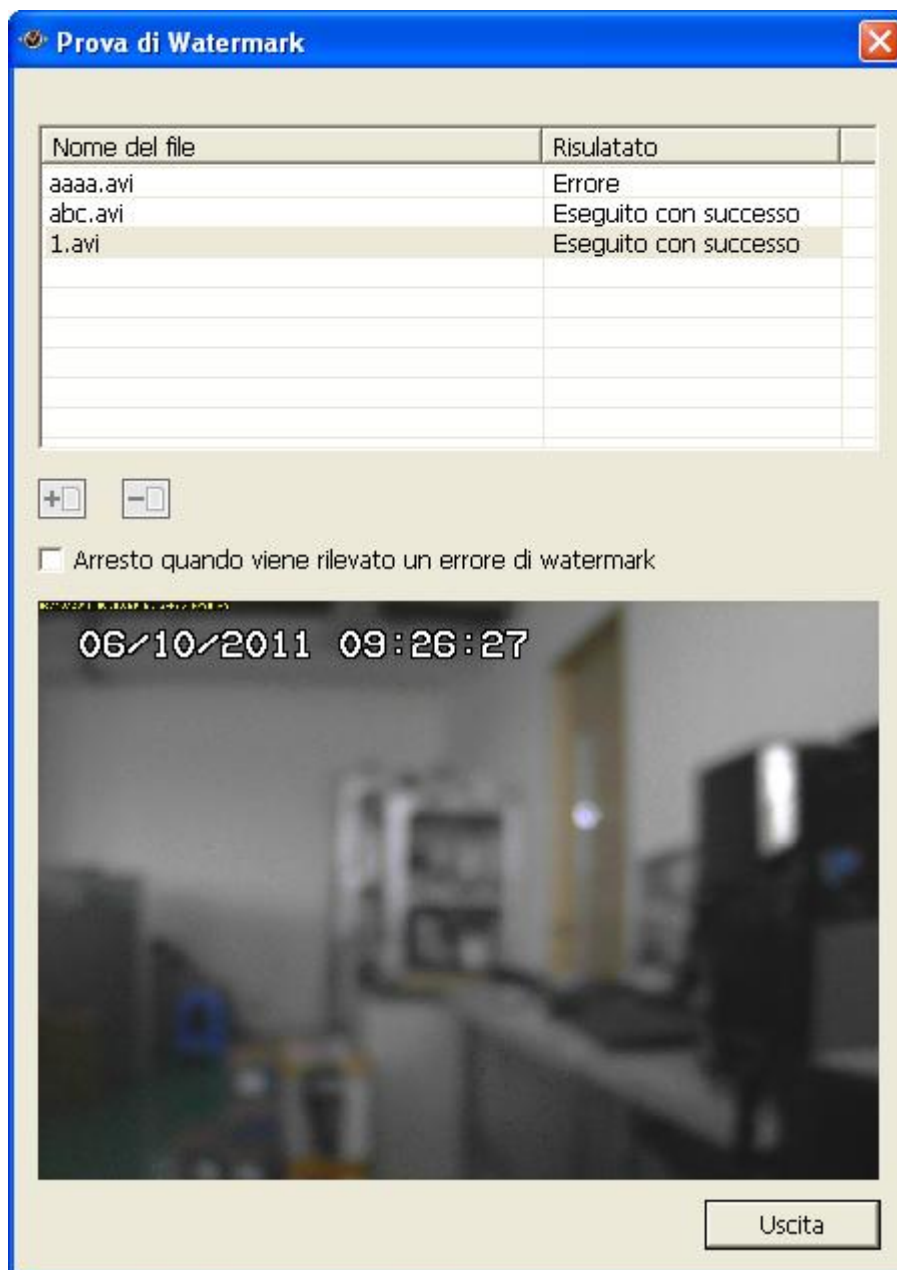 Prova di Watermark
Nome del file Risulatato
aaaa.avi Errore
abc.avi Eseguito con successo
1.avi Eseguito con successo
Arresto quando viene rilevato un errore di watermark
06/10/2011 09:26:27
Uscita